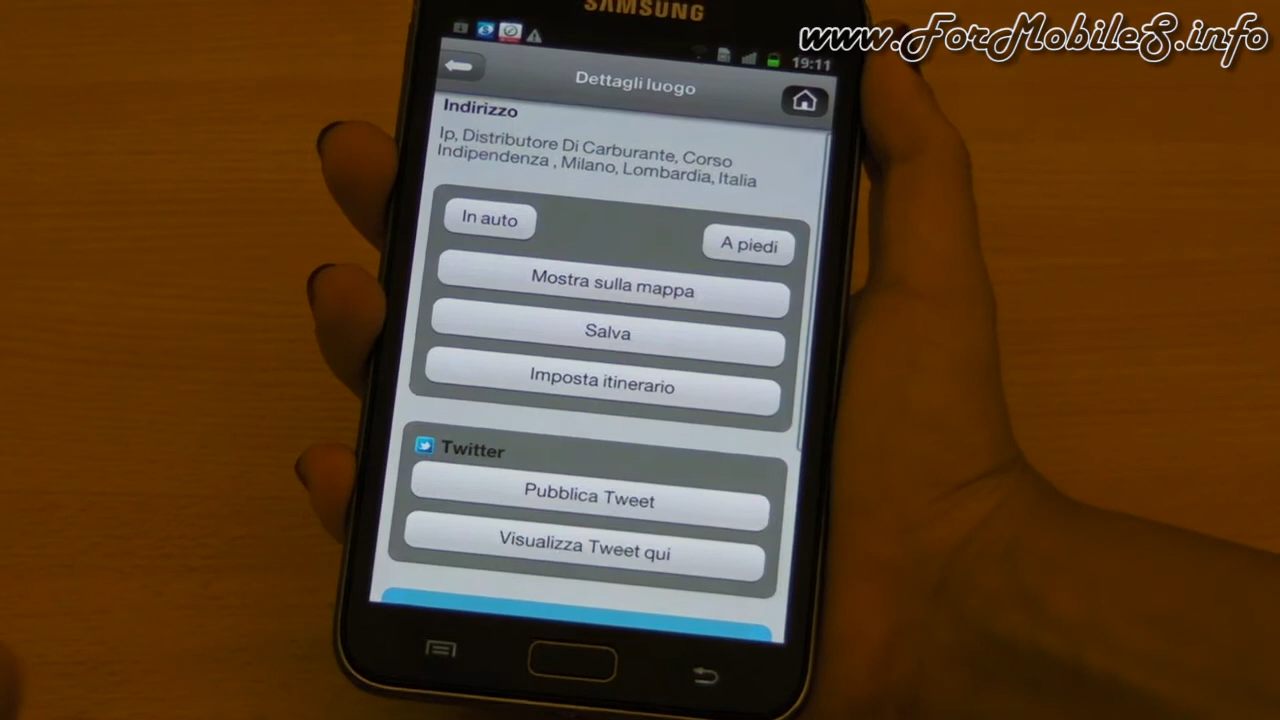 SAMSUNG
www.ForMobileS.info
19:11
Dettagli luogo
Indirizzo
Ip, Distributore Di Carburante, Corso
Indipendenza , Milano, Lombardia, Italia
In auto
A piedi
Mostra sulla mappa
Salva
Imposta itinerario
Twitter
Pubblica Tweet
Visualizza Tweet qui